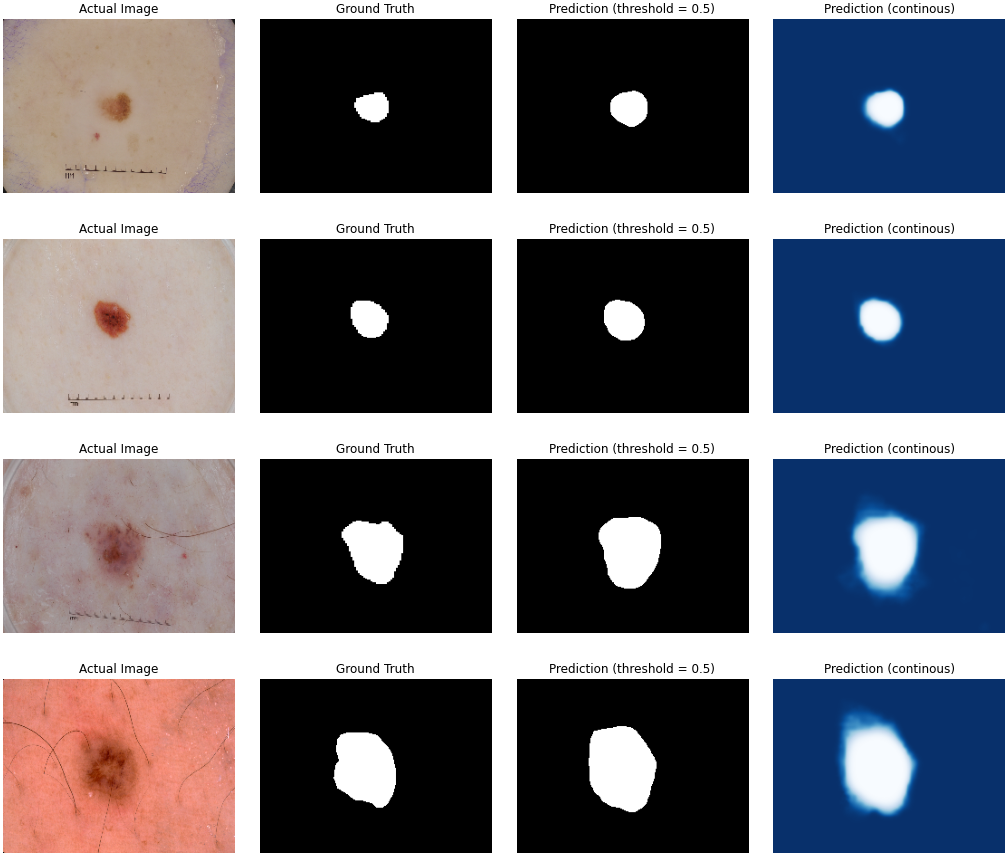 Actual Image
Ground Truth
Prediction (threshold = 0.5)
Prediction (continous)
Actual Image
Ground Truth
Prediction (threshold = 0.5)
Prediction (continous)
Actual Image
Ground Truth
Prediction (threshold = 0.5)
Prediction (continous)
Actual Image
Ground Truth
Prediction (threshold = 0.5)
Prediction (continous)